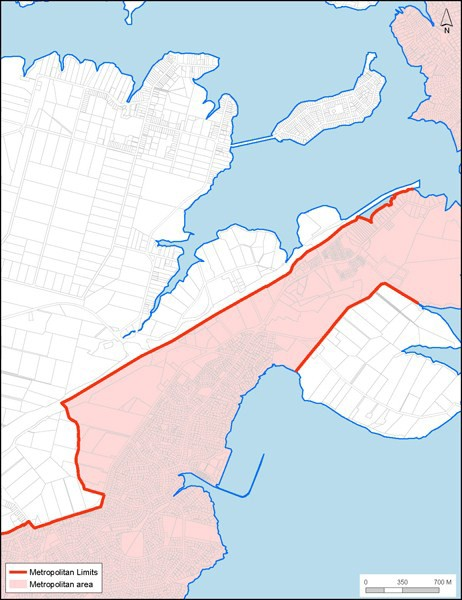 N
Metropolitan Limits
Metropolitan area
0 350 700 M